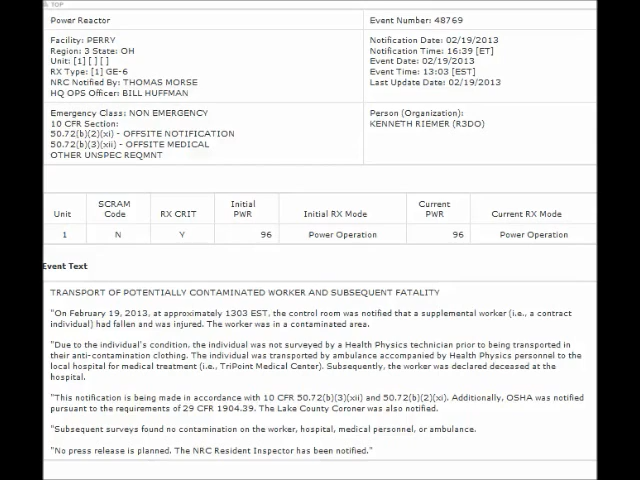 TOP
Power Reactor
Event Number: 48769
Facility: PERRY
Region: 3 State: OH
Unit: [1] [ ] [ ]
RX Type: [1] GE-6
NRC Notified By: THOMAS MORSE
HQ OPS Officer: BILL HUFFMAN
Notification Date: 02/19/2013
Notification Time: 16:39 [ET]
Event Date: 02/19/2013
Event Time: 13:03 [EST]
Last Update Date: 02/19/2013
Emergency Class: NON EMERGENCY
10 CFR Section:
50.72(b)(2)(xi) - OFFSITE NOTIFICATION
50.72(b)(3)(xii) - OFFSITE MEDICAL
OTHER UNSPEC REQMNT
Person (Organization):
KENNETH RIEMER (R3DO)
Unit SCRAM Code RX CRIT Initial PWR Initial RX Mode Current PWR Current RX Mode
1 N Y 96 Power Operation 96 Power Operation
Event Text
TRANSPORT OF POTENTIALLY CONTAMINATED WORKER AND SUBSEQUENT FATALITY
"On February 19, 2013, at approximately 1303 EST, the control room was notified that a supplemental worker (i.e., a contract
individual) had fallen and was injured. The worker was in a contaminated area.
"Due to the individual's condition, the individual was not surveyed by a Health Physics technician prior to being transported in
their anti-contamination clothing. The individual was transported by ambulance accompanied by Health Physics personnel to the
local hospital for medical treatment (i.e., TriPoint Medical Center). Subsequently, the worker was declared deceased at the
hospital.
"This notification is being made in accordance with 10 CFR 50.72(b)(3)(xii) and 50.72(b)(2)(xi). Additionally, OSHA was notified
pursuant to the requirements of 29 CFR 1904.39. The Lake County Coroner was also notified.
"Subsequent surveys found no contamination on the worker, hospital, medical personnel, or ambulance.
"No press release is planned. The NRC Resident Inspector has been notified."